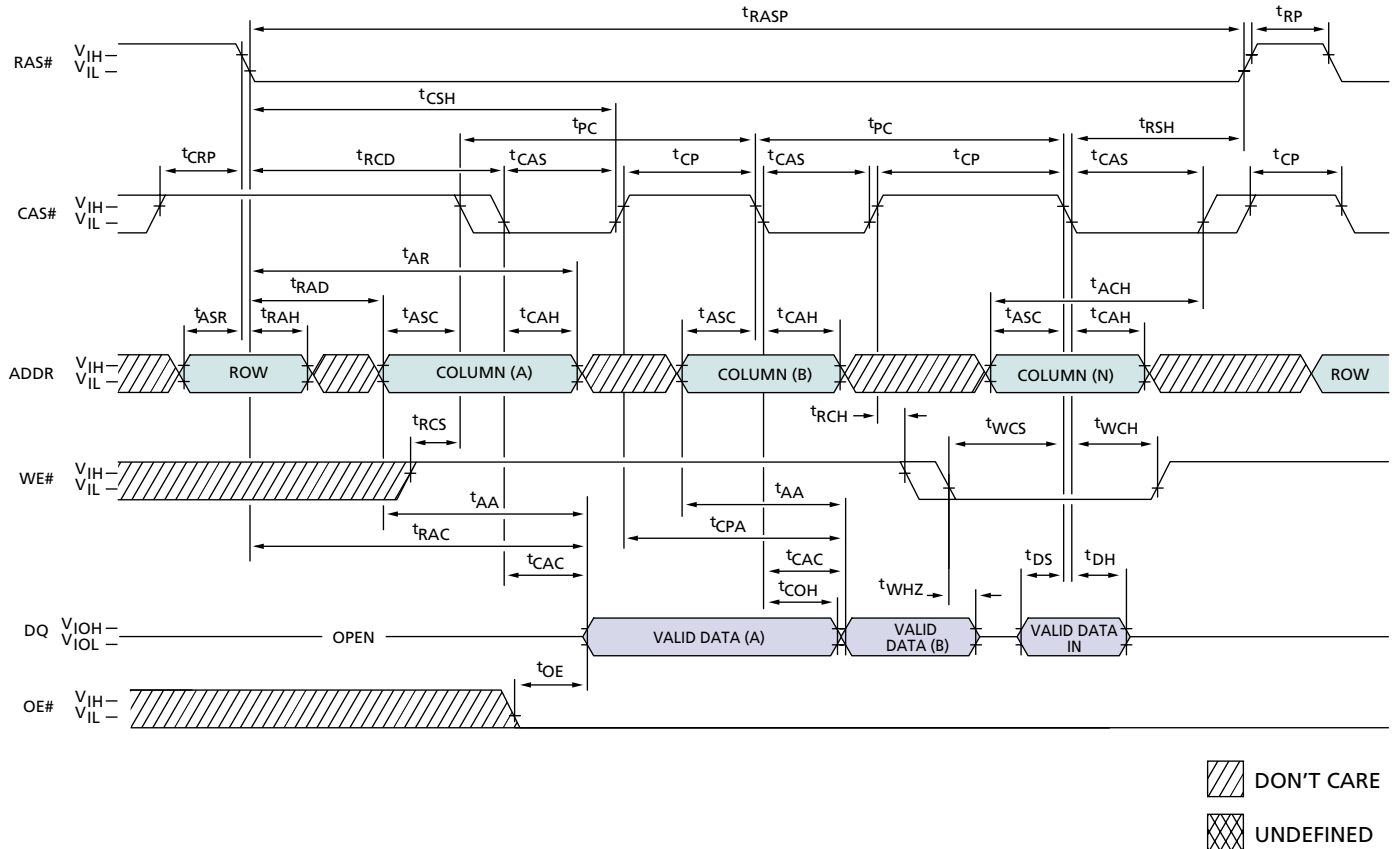 tRASP tRP
RAS# VIH VIL
tCSH
tPC tPC tRSH
tCRP tRCD tCAS tCP tCAS tCP tCAS tCP
CAS# VIH VIL
tAR
tRAD tACH
tASR tRAH tASC tCAH tASC tCAH tASC tCAH
ADDR VIH VIL ROW COLUMN (A) COLUMN (B) COLUMN (N) ROW
tRCH
tRCS tWCS tWCH
WE# VIH VIL
tAA tAA
tRAC tCPA
tCAC tCAC tDS tDH
tCOH tWHZ
DQ VIOH VIOL OPEN VALID DATA (A) VALID DATA (B) VALID DATA IN
tOE
OE# VIH VIL
DON'T CARE
UNDEFINED